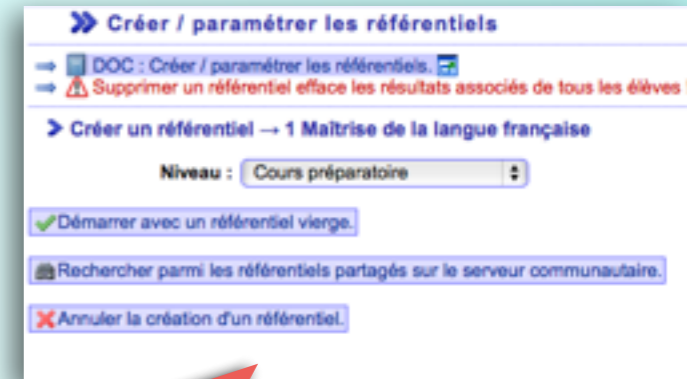 Créer / paramétrer les référentiels
DOC : Créer / paramétrer les référentiels.
Supprimer un référentiel efface les résultats associés de tous les élèves !
Créer un référentiel → 1 Maîtrise de la langue française
Niveau : Cours préparatoire
Démarrer avec un référentiel vierge.
Rechercher parmi les référentiels partagés sur le serveur communautaire.
Annuler la création d'un référentiel.